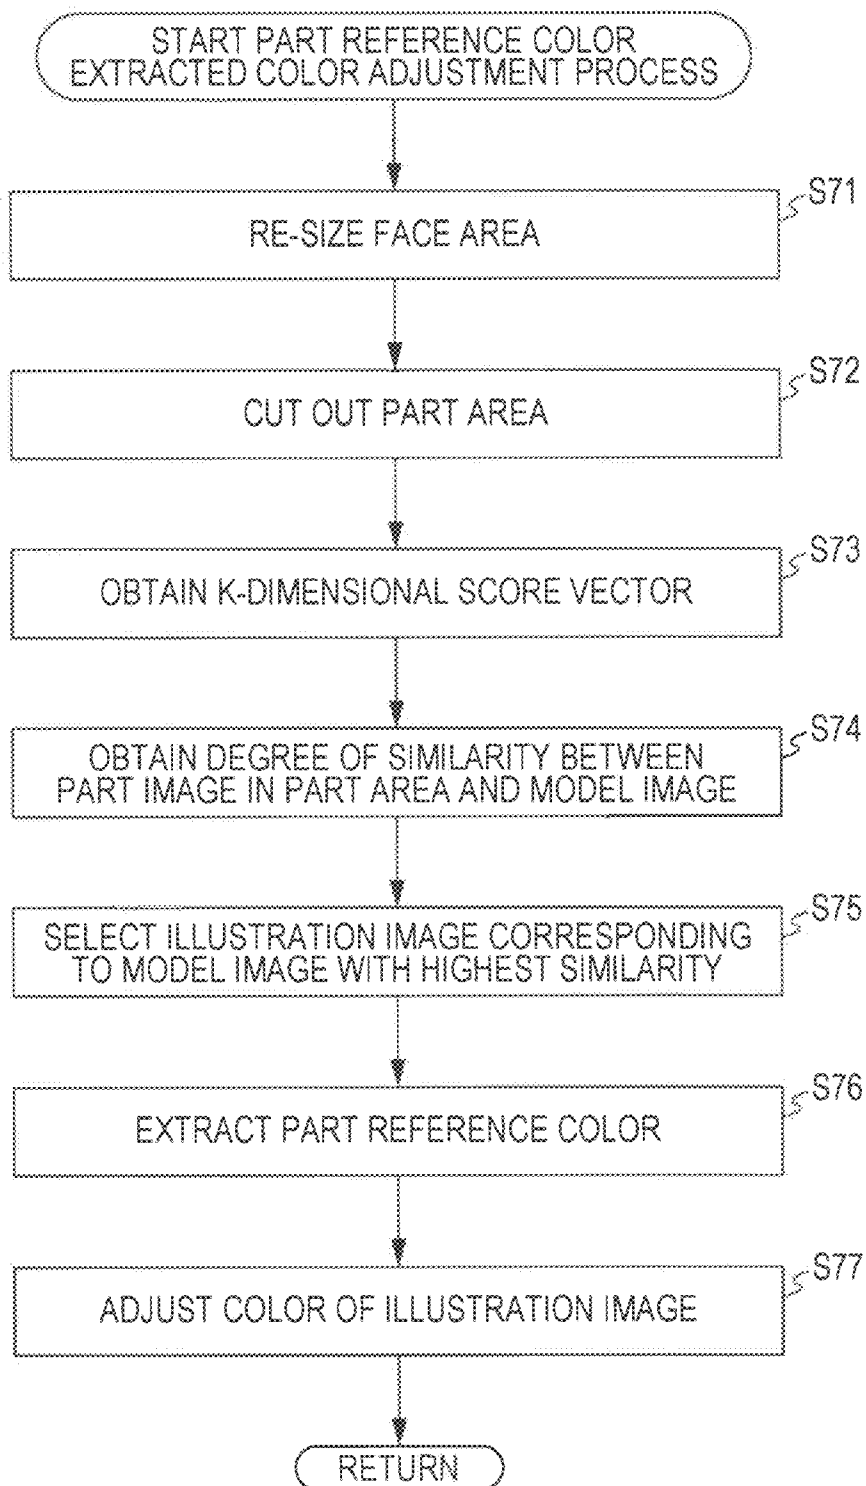 START PART REFERENCE COLOR
EXTRACTED COLOR ADJUSTMENT PROCESS
S71
RE-SIZE FACE AREA
S72
CUT OUT PART AREA
S73
OBTAIN K-DIMENSIONAL SCORE VECTOR
S74
OBTAIN DEGREE OF SIMILARITY BETWEEN
PART IMAGE IN PART AREA AND MODEL IMAGE
S75
SELECT ILLUSTRATION IMAGE CORRESPONDING
TO MODEL IMAGE WITH HIGHEST SIMILARITY
S76
EXTRACT PART REFERENCE COLOR
S77
ADJUST COLOR OF ILLUSTRATION IMAGE
RETURN